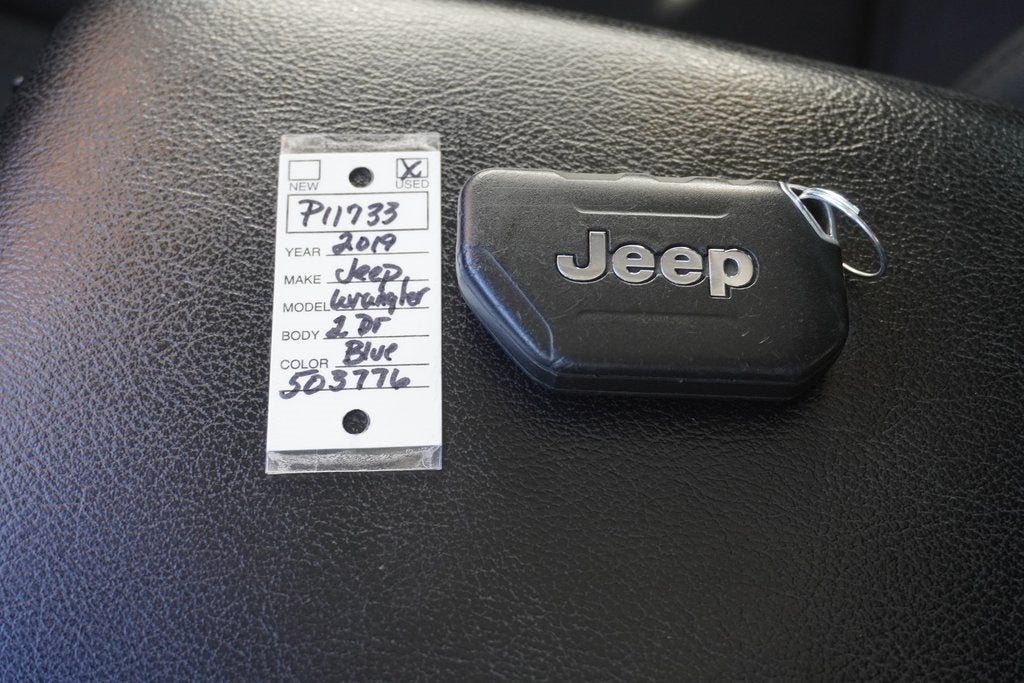 NEW X USED
P11733
YEAR 2019
MAKE Jeep
MODEL Wrangler
BODY 2 Dr
COLOR Blue
503776
Jeep